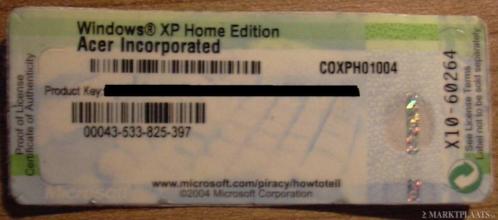 Windows® XP Home Edition
Acer Incorporated
COXPH01004
Product Key:
00043-533-825-397
www.microsoft.com/piracy/howtotell
©2004 Microsoft Corporation
Proof of License
Certificate of Authenticity
X10-60264
See License Terms
Label not to be sold separately.
Microsoft
MARKTPLAATS